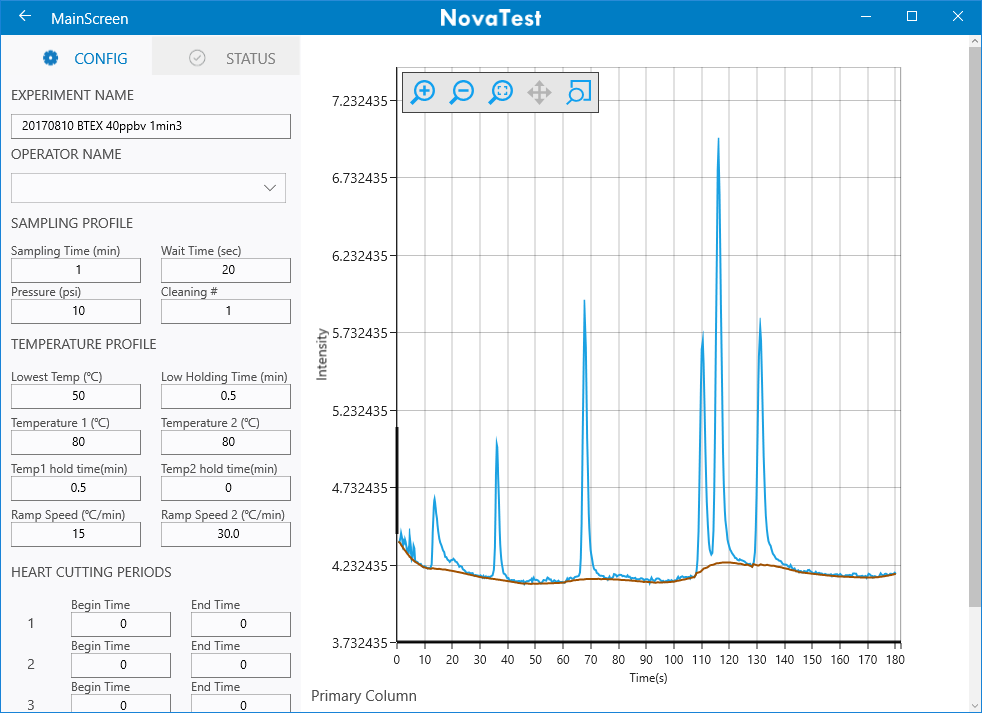 MainScreen
NovaTest
CONFIG
STATUS
EXPERIMENT NAME
20170810 BTEX 40ppbv 1min3
OPERATOR NAME
SAMPLING PROFILE
Sampling Time (min) Wait Time (sec)
1 20
Pressure (psi) Cleaning #
10 1
TEMPERATURE PROFILE
Lowest Temp (℃) Low Holding Time (min)
50 0.5
Temperature 1 (℃) Temperature 2 (℃)
80 80
Temp1 hold time(min) Temp2 hold time(min)
0.5 0
Ramp Speed (℃/min) Ramp Speed 2 (℃/min)
15 30.0
HEART CUTTING PERIODS
Begin Time End Time
1 0 0
Begin Time End Time
2 0 0
Begin Time End Time
3 0 0
7.232435
6.732435
6.232435
5.732435
5.232435
4.732435
4.232435
3.732435
Intensity
0 10 20 30 40 50 60 70 80 90 100 110 120 130 140 150 160 170 180
Time(s)
Primary Column